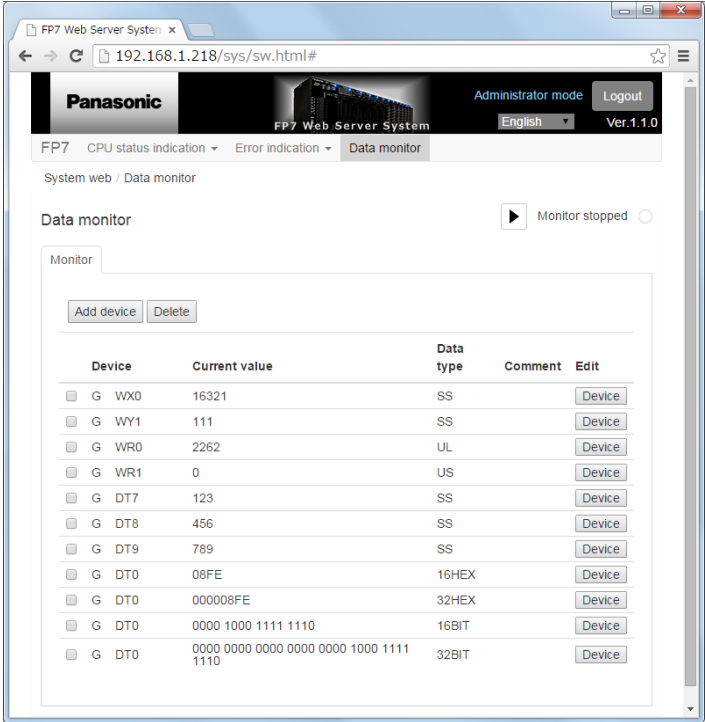 FP7 Web Server System
192.168.1.218/sys/sw.html#
Panasonic
FP7 Web Server System
Administrator mode
Logout
English
Ver.1.1.0
FP7 CPU status indication Error indication Data monitor
System web / Data monitor
Data monitor
Monitor stopped
Monitor
Add device Delete
Device Current value Data type Comment Edit
G WX0 16321 SS Device
G WY1 111 SS Device
G WR0 2262 UL Device
G WR1 0 US Device
G DT7 123 SS Device
G DT8 456 SS Device
G DT9 789 SS Device
G DT0 08FE 16HEX Device
G DT0 000008FE 32HEX Device
G DT0 0000 1000 1111 1110 16BIT Device
G DT0 0000 0000 0000 0000 0000 1000 1111
1110 32BIT Device